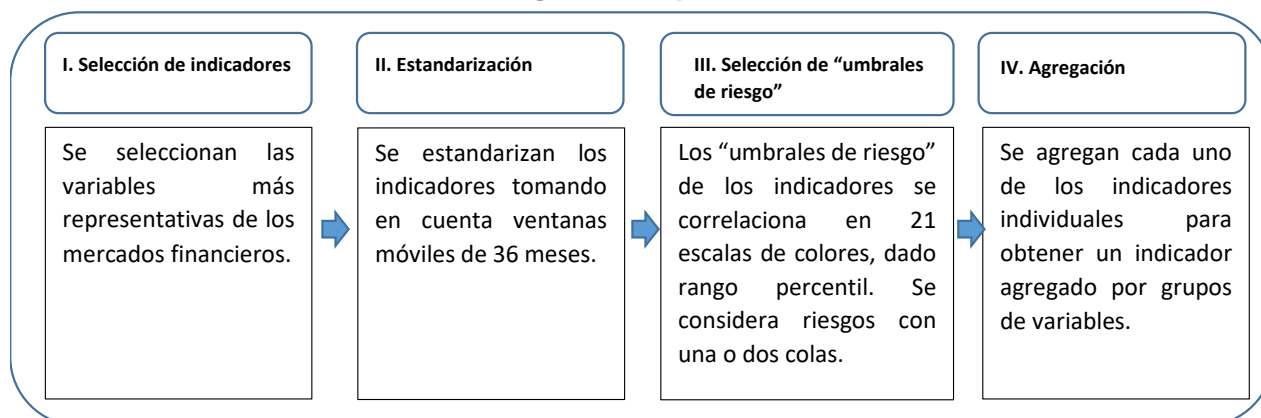 I. Selección de indicadores
Se seleccionan las
variables más
representativas de los
mercados financieros.
II. Estandarización
Se estandarizan los
indicadores tomando
en cuenta ventanas
móviles de 36 meses.
III. Selección de “umbrales
de riesgo”
Los “umbrales de riesgo”
de los indicadores se
correlaciona en 21
escalas de colores, dado
rango percentil. Se
considera riesgos con
una o dos colas.
IV. Agregación
Se agregan cada uno
de los indicadores
individuales para
obtener un indicador
agregado por grupos
de variables.